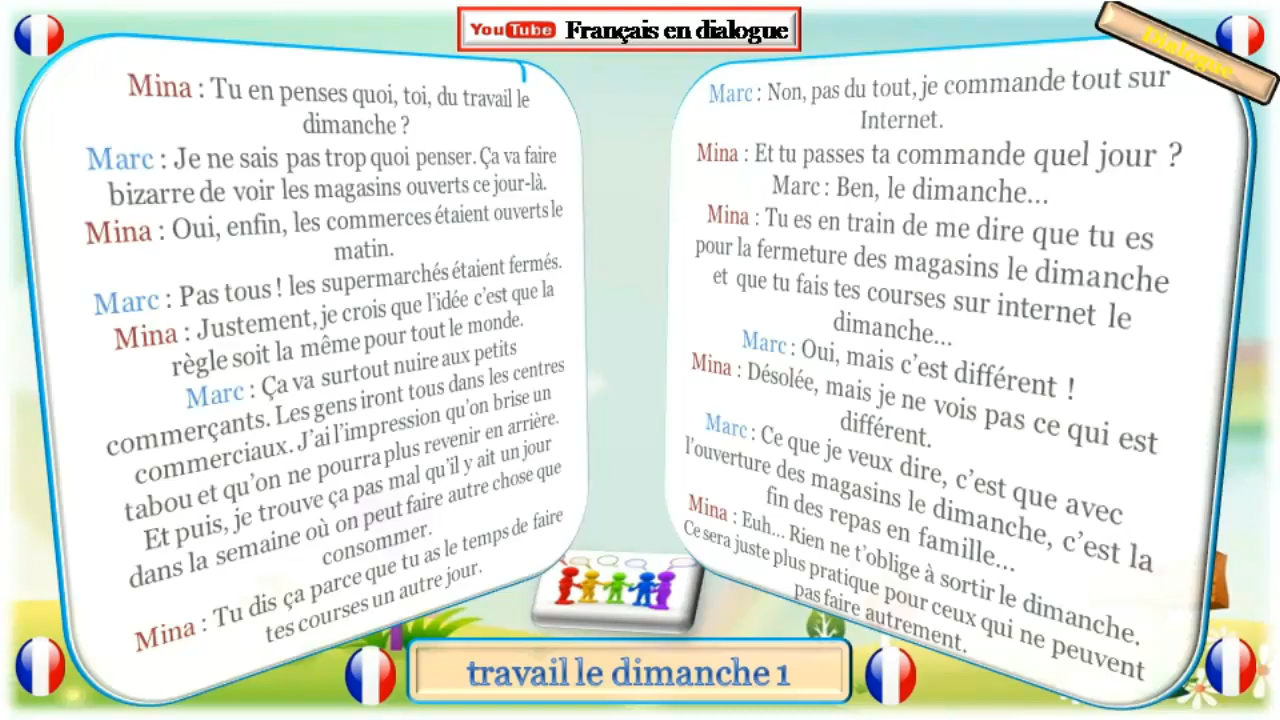 YouTube Français en dialogue
Dialogue
Mina : Tu en penses quoi, toi, du travail le
dimanche ?
Marc : Je ne sais pas trop quoi penser. Ça va faire
bizarre de voir les magasins ouverts ce jour-là.
Mina : Oui, enfin, les commerces étaient ouverts le
matin.
Marc : Pas tous ! les supermarchés étaient fermés.
Mina : Justement, je crois que l'idée c'est que la
règle soit la même pour tout le monde.
Marc : Ça va surtout nuire aux petits
commerçants. Les gens iront tous dans les centres
commerciaux. J'ai l'impression qu'on brise un
tabou et qu'on ne pourra plus revenir en arrière.
Et puis, je trouve ça pas mal qu'il y ait un jour
dans la semaine où on peut faire autre chose que
consommer.
Mina : Tu dis ça parce que tu as le temps de faire
tes courses un autre jour.
Marc : Non, pas du tout, je commande tout sur
Internet.
Mina : Et tu passes ta commande quel jour ?
Marc : Ben, le dimanche...
Mina : Tu es en train de me dire que tu es
pour la fermeture des magasins le dimanche
et que tu fais tes courses sur internet le
dimanche...
Marc : Oui, mais c'est différent !
Mina : Désolée, mais je ne vois pas ce qui est
différent.
Marc : Ce que je veux dire, c'est que avec
l'ouverture des magasins le dimanche, c'est la
fin des repas en famille...
Mina : Euh... Rien ne t'oblige à sortir le dimanche.
Ce sera juste plus pratique pour ceux qui ne peuvent
pas faire autrement.
travail le dimanche 1